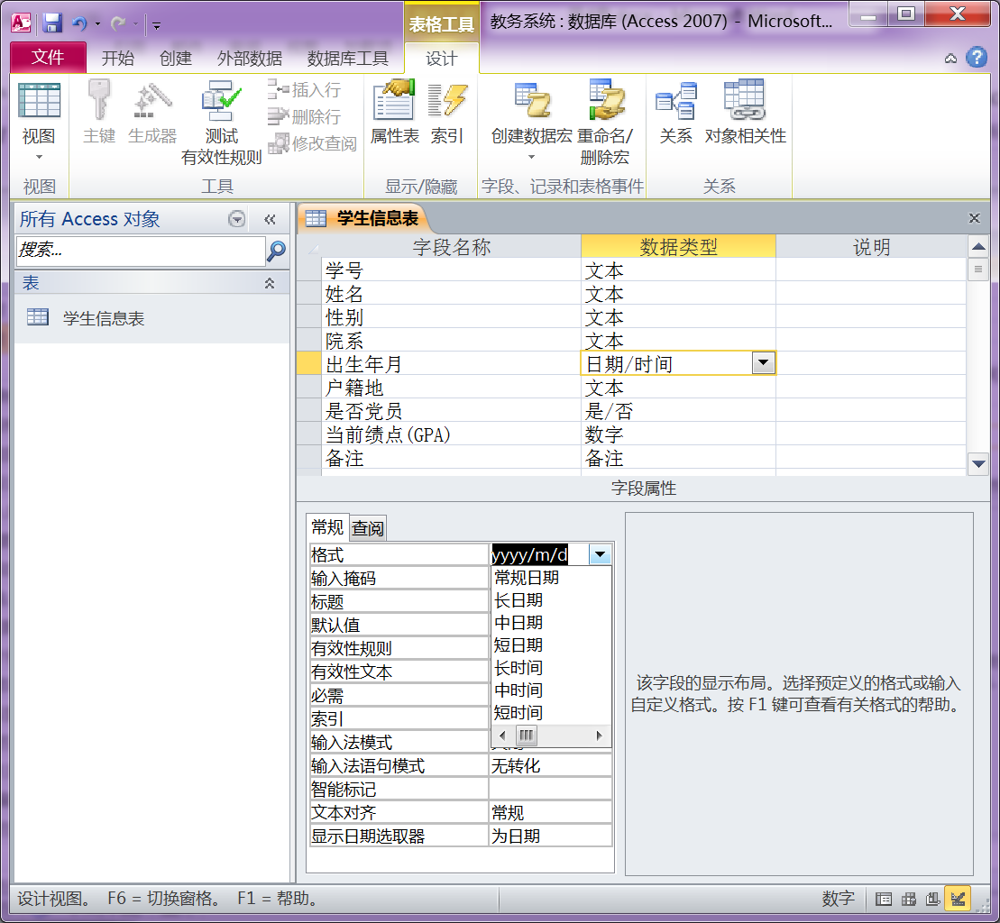 表格工具
教务系统 : 数据库 (Access 2007) - Microsoft...
文件
开始
创建
外部数据
数据库工具
设计
视图
主键
生成器
测试
有效性规则
插入行
删除行
修改查阅
属性表
索引
创建数据宏
重命名/
删除宏
关系
对象相关性
视图
工具
显示/隐藏
字段、记录和表格事件
关系
所有 Access 对象
搜索...
表
学生信息表
学生信息表
字段名称 数据类型 说明
学号 文本
姓名 文本
性别 文本
院系 文本
出生年月 日期/时间
户籍地 文本
是否党员 是/否
当前绩点(GPA) 数字
备注 备注
字段属性
常规 查阅
格式 yyyy/m/d
输入掩码
标题
默认值
有效性规则
有效性文本
必需
索引
输入法模式
输入法语句模式 无转化
智能标记
文本对齐 常规
显示日期选取器 为日期
常规日期
长日期
中日期
短日期
长时间
中时间
短时间
该字段的显示布局。选择预定义的格式或输入
自定义格式。按 F1 键可查看有关格式的帮助。
设计视图。 F6 = 切换窗格。 F1 = 帮助。
数字